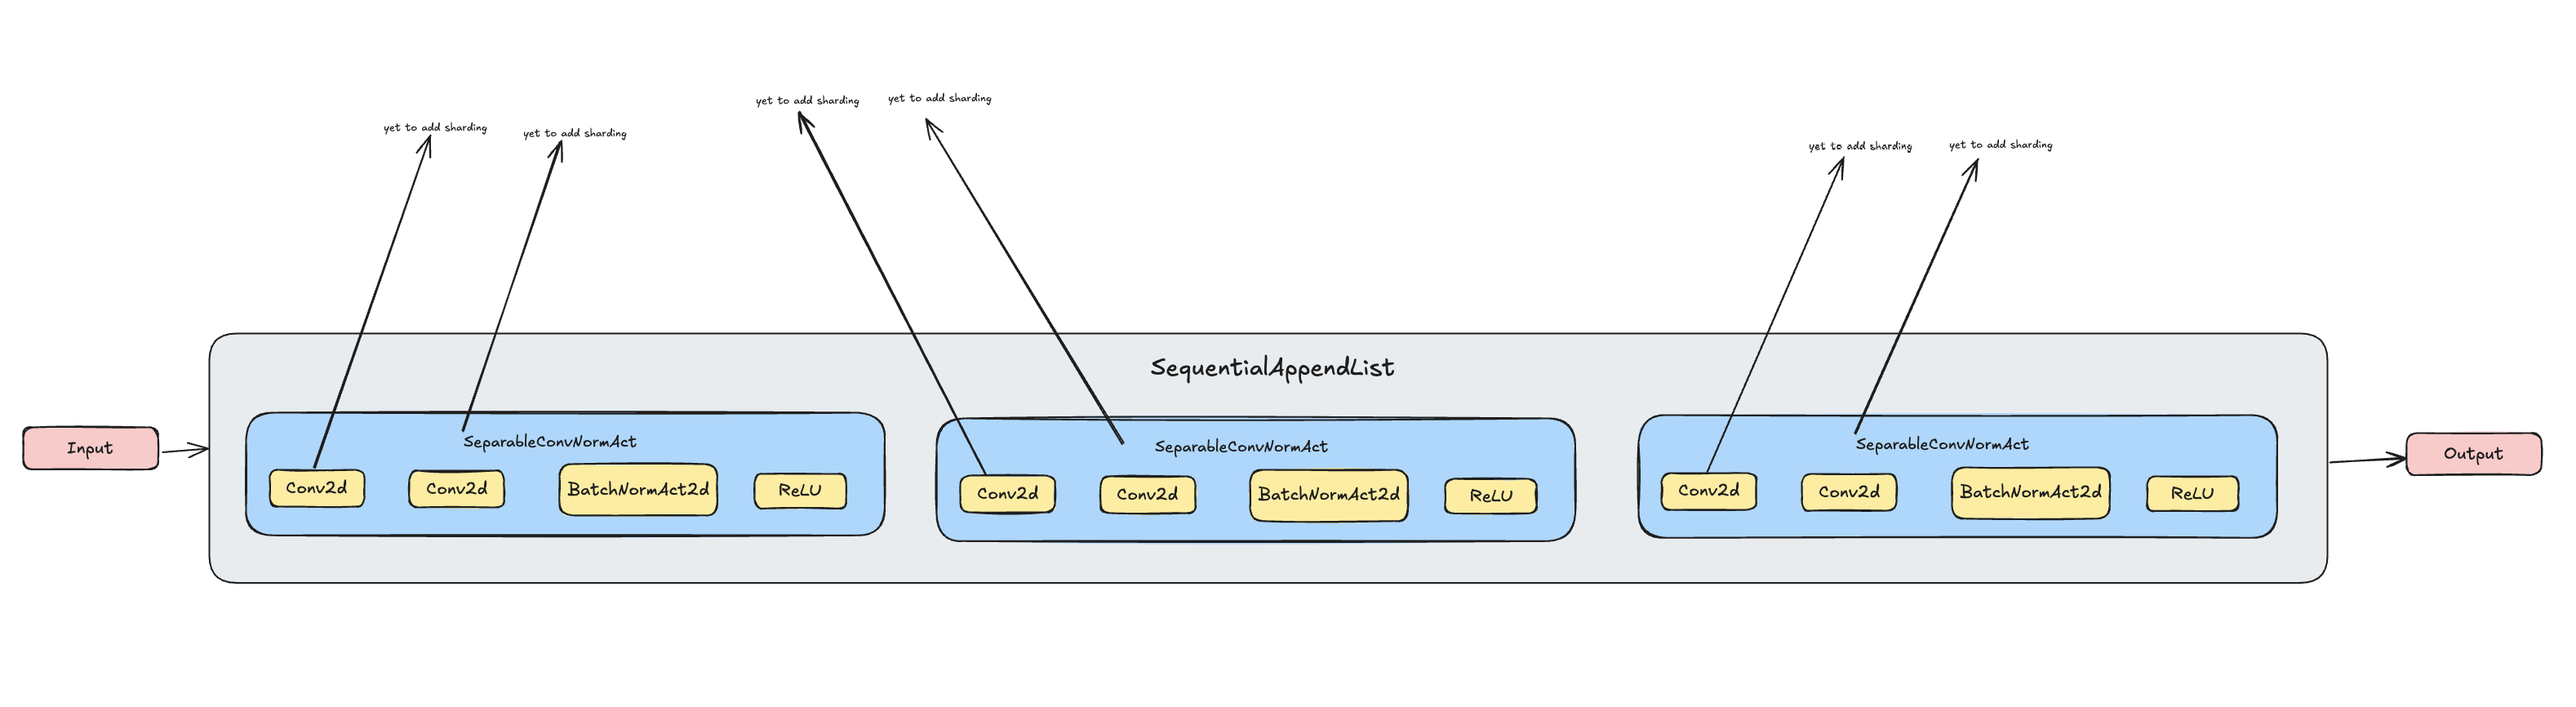 yet to add sharding
yet to add sharding
yet to add sharding
yet to add sharding
yet to add sharding
yet to add sharding
SequentialAppendList
Input
SeparableConvNormAct
Conv2d
Conv2d
BatchNormAct2d
ReLU
SeparableConvNormAct
Conv2d
Conv2d
BatchNormAct2d
ReLU
SeparableConvNormAct
Conv2d
Conv2d
BatchNormAct2d
ReLU
Output